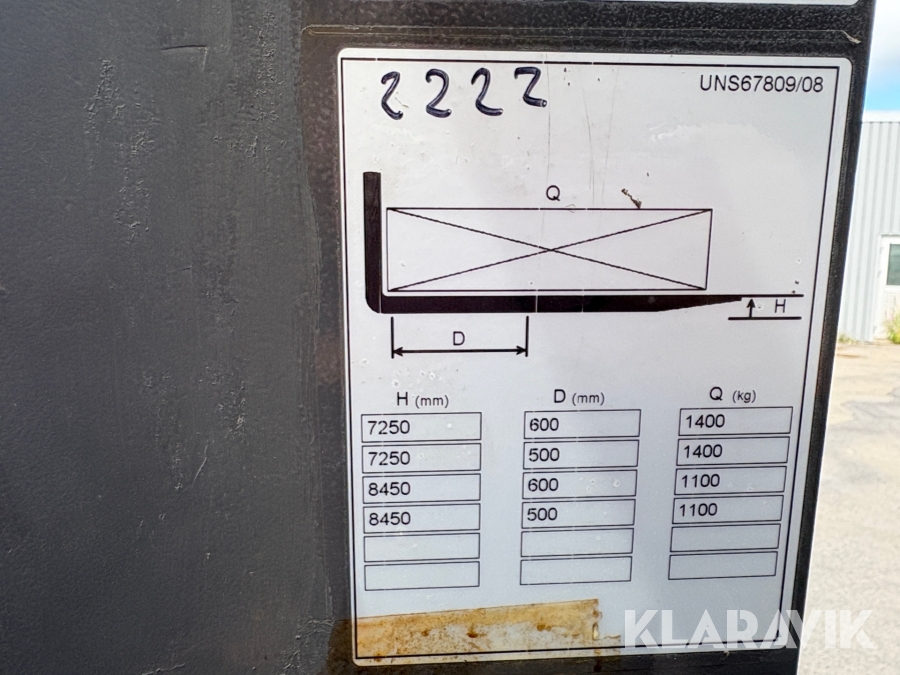 2222
UNS67809/08
Q
H
D
H (mm) D (mm) Q (kg)
7250 600 1400
7250 500 1400
8450 600 1100
8450 500 1100
KLARAVIK